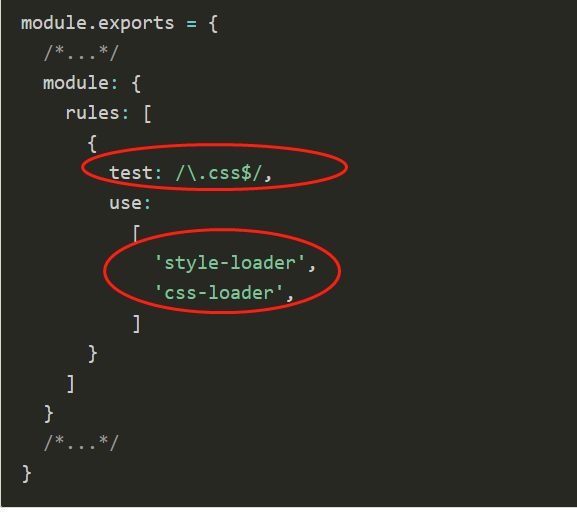 module.exports = {
/*...*/
module: {
rules: [
{
test: /\.css$/,
use:
[
'style-loader',
'css-loader',
]
}
]
}
/*...*/
}